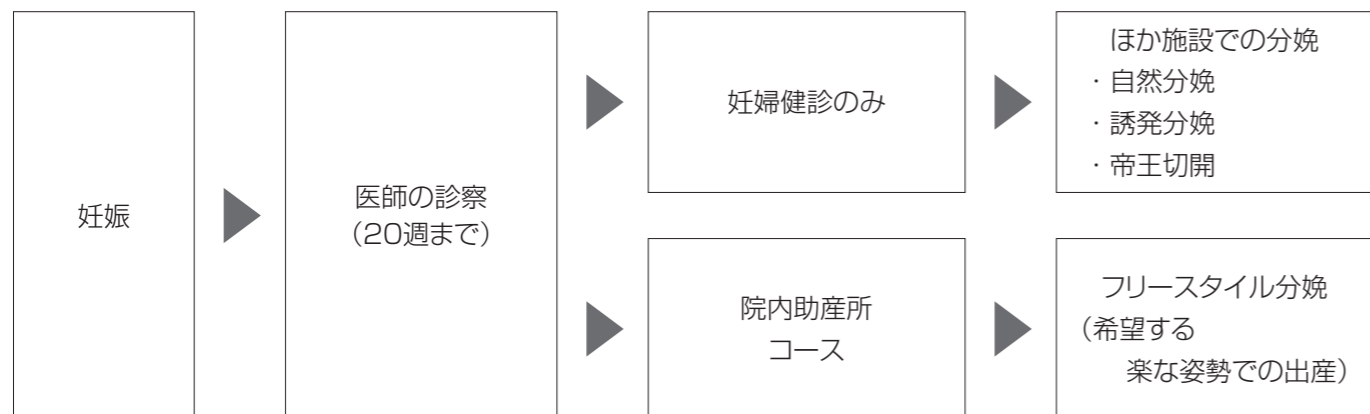 妊娠
医師の診察
（20週まで）
妊婦健診のみ
ほか施設での分娩
・自然分娩
・誘発分娩
・帝王切開
院内助産所
コース
フリースタイル分娩
（希望する
楽な姿勢での出産）